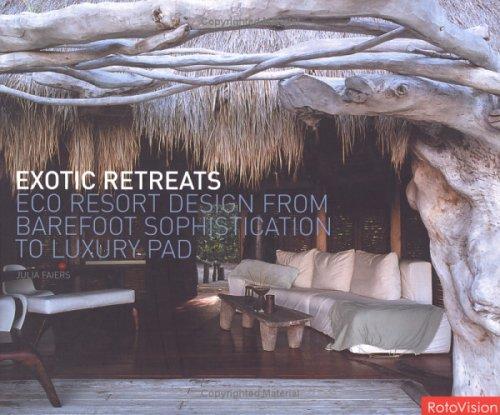 Copyrighted Material
EXOTIC RETREATS
ECO RESORT DESIGN FROM
BAREFOOT SOPHISTICATION
TO LUXURY PAD
JULIA FAIERS
Copyrighted Material
RotoVision